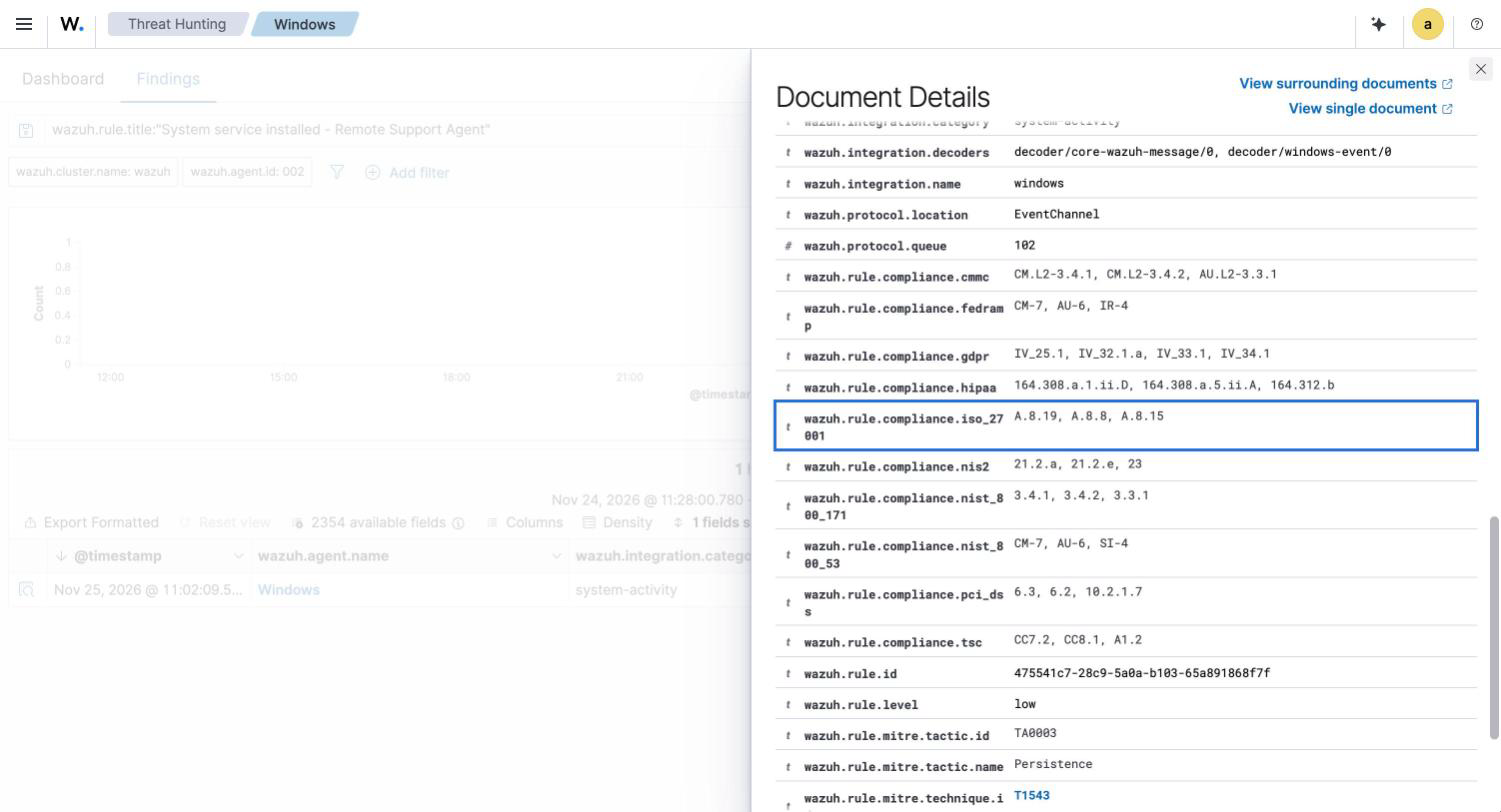 W.
Threat Hunting
Windows
a
Dashboard
Findings
wazuh.rule.title:"System service installed - Remote Support Agent"
wazuh.cluster.name: wazuh
wazuh.agent.id: 002
Add filter
1
0.8
0.6
0.4
0.2
0
Count
12:00
15:00
18:00
21:00
@timestar
1 h
Nov 24, 2026 @ 11:28:00.780 -
Export Formatted
Reset view
2354 available fields
Columns
Density
1 fields s
@timestamp
wazuh.agent.name
wazuh.integration.catego
Nov 25, 2026 @ 11:02:09.5...
Windows
system-activity
Document Details
View surrounding documents
View single document
t wazuh.integration.category system-activity
t wazuh.integration.decoders decoder/core-wazuh-message/0, decoder/windows-event/0
t wazuh.integration.name windows
t wazuh.protocol.location EventChannel
# wazuh.protocol.queue 102
t wazuh.rule.compliance.cmmc CM.L2-3.4.1, CM.L2-3.4.2, AU.L2-3.3.1
t wazuh.rule.compliance.fedram CM-7, AU-6, IR-4
p
t wazuh.rule.compliance.gdpr IV_25.1, IV_32.1.a, IV_33.1, IV_34.1
t wazuh.rule.compliance.hipaa 164.308.a.1.ii.D, 164.308.a.5.ii.A, 164.312.b
t wazuh.rule.compliance.iso_27 A.8.19, A.8.8, A.8.15
001
t wazuh.rule.compliance.nis2 21.2.a, 21.2.e, 23
t wazuh.rule.compliance.nist_8 3.4.1, 3.4.2, 3.3.1
00_171
t wazuh.rule.compliance.nist_8 CM-7, AU-6, SI-4
00_53
t wazuh.rule.compliance.pci_ds 6.3, 6.2, 10.2.1.7
s
t wazuh.rule.compliance.tsc CC7.2, CC8.1, A1.2
t wazuh.rule.id 475541c7-28c9-5a0a-b103-65a891868f7f
t wazuh.rule.level low
t wazuh.rule.mitre.tactic.id TA0003
t wazuh.rule.mitre.tactic.name Persistence
t wazuh.rule.mitre.technique.i T1543